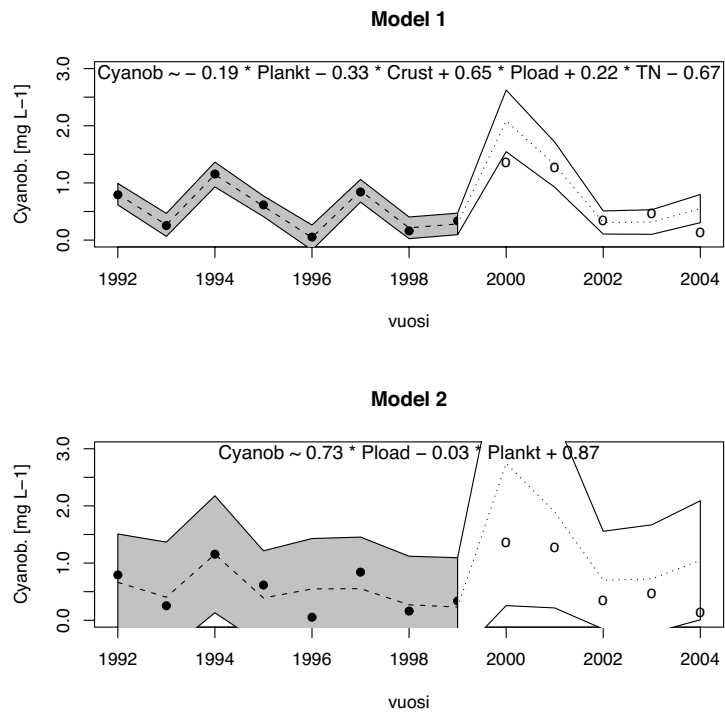 Model 1
Cyanob ~ − 0.19 * Plankt − 0.33 * Crust + 0.65 * Pload + 0.22 * TN − 0.67
Cyanob. [mg L−1]
3.0
2.0
1.0
0.0
1992 1994 1996 1998 2000 2002 2004
vuosi
Model 2
Cyanob ~ 0.73 * Pload − 0.03 * Plankt + 0.87
Cyanob. [mg L−1]
3.0
2.0
1.0
0.0
1992 1994 1996 1998 2000 2002 2004
vuosi